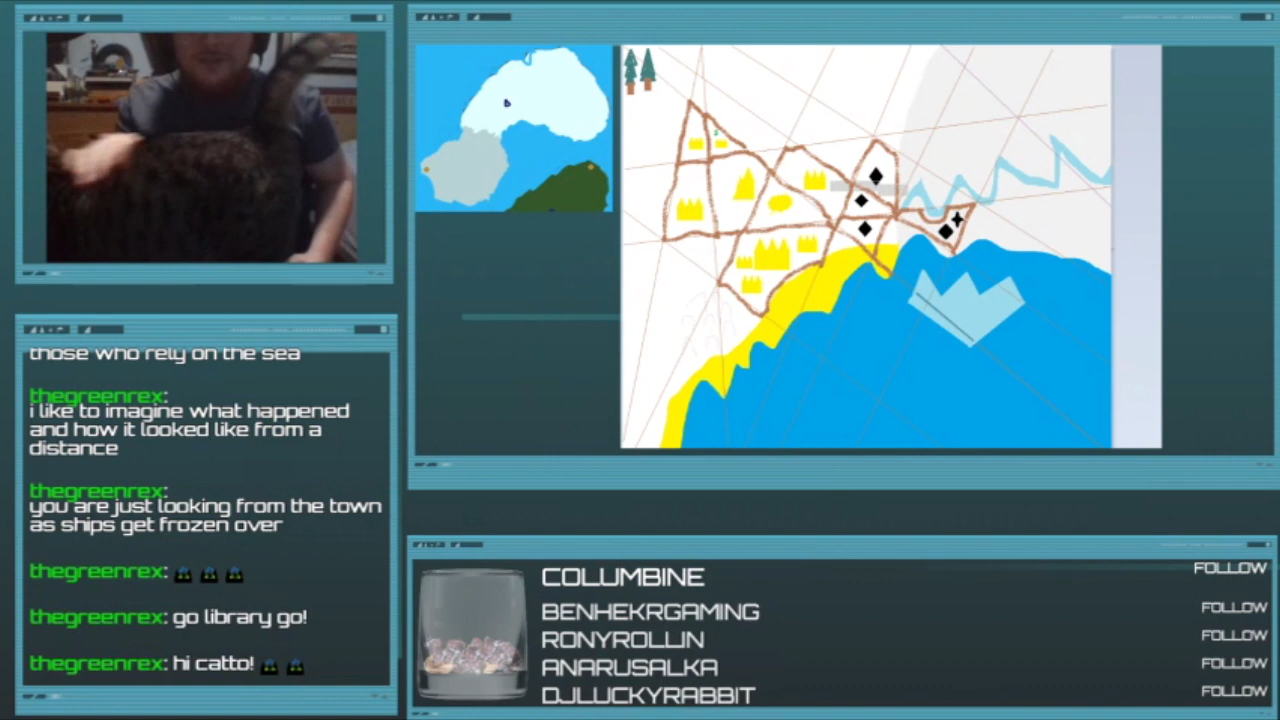 those who rely on the sea
thegreenrex:
i like to imagine what happened
and how it looked like from a
distance
thegreenrex:
you are just looking from the town
as ships get frozen over
thegreenrex:
thegreenrex: go library go!
thegreenrex: hi catto!
COLUMBINE FOLLOW
BENHEKRGAMING FOLLOW
RONYROLLIN FOLLOW
ANARUSALKA FOLLOW
DJLLUCKYRABBIT FOLLOW